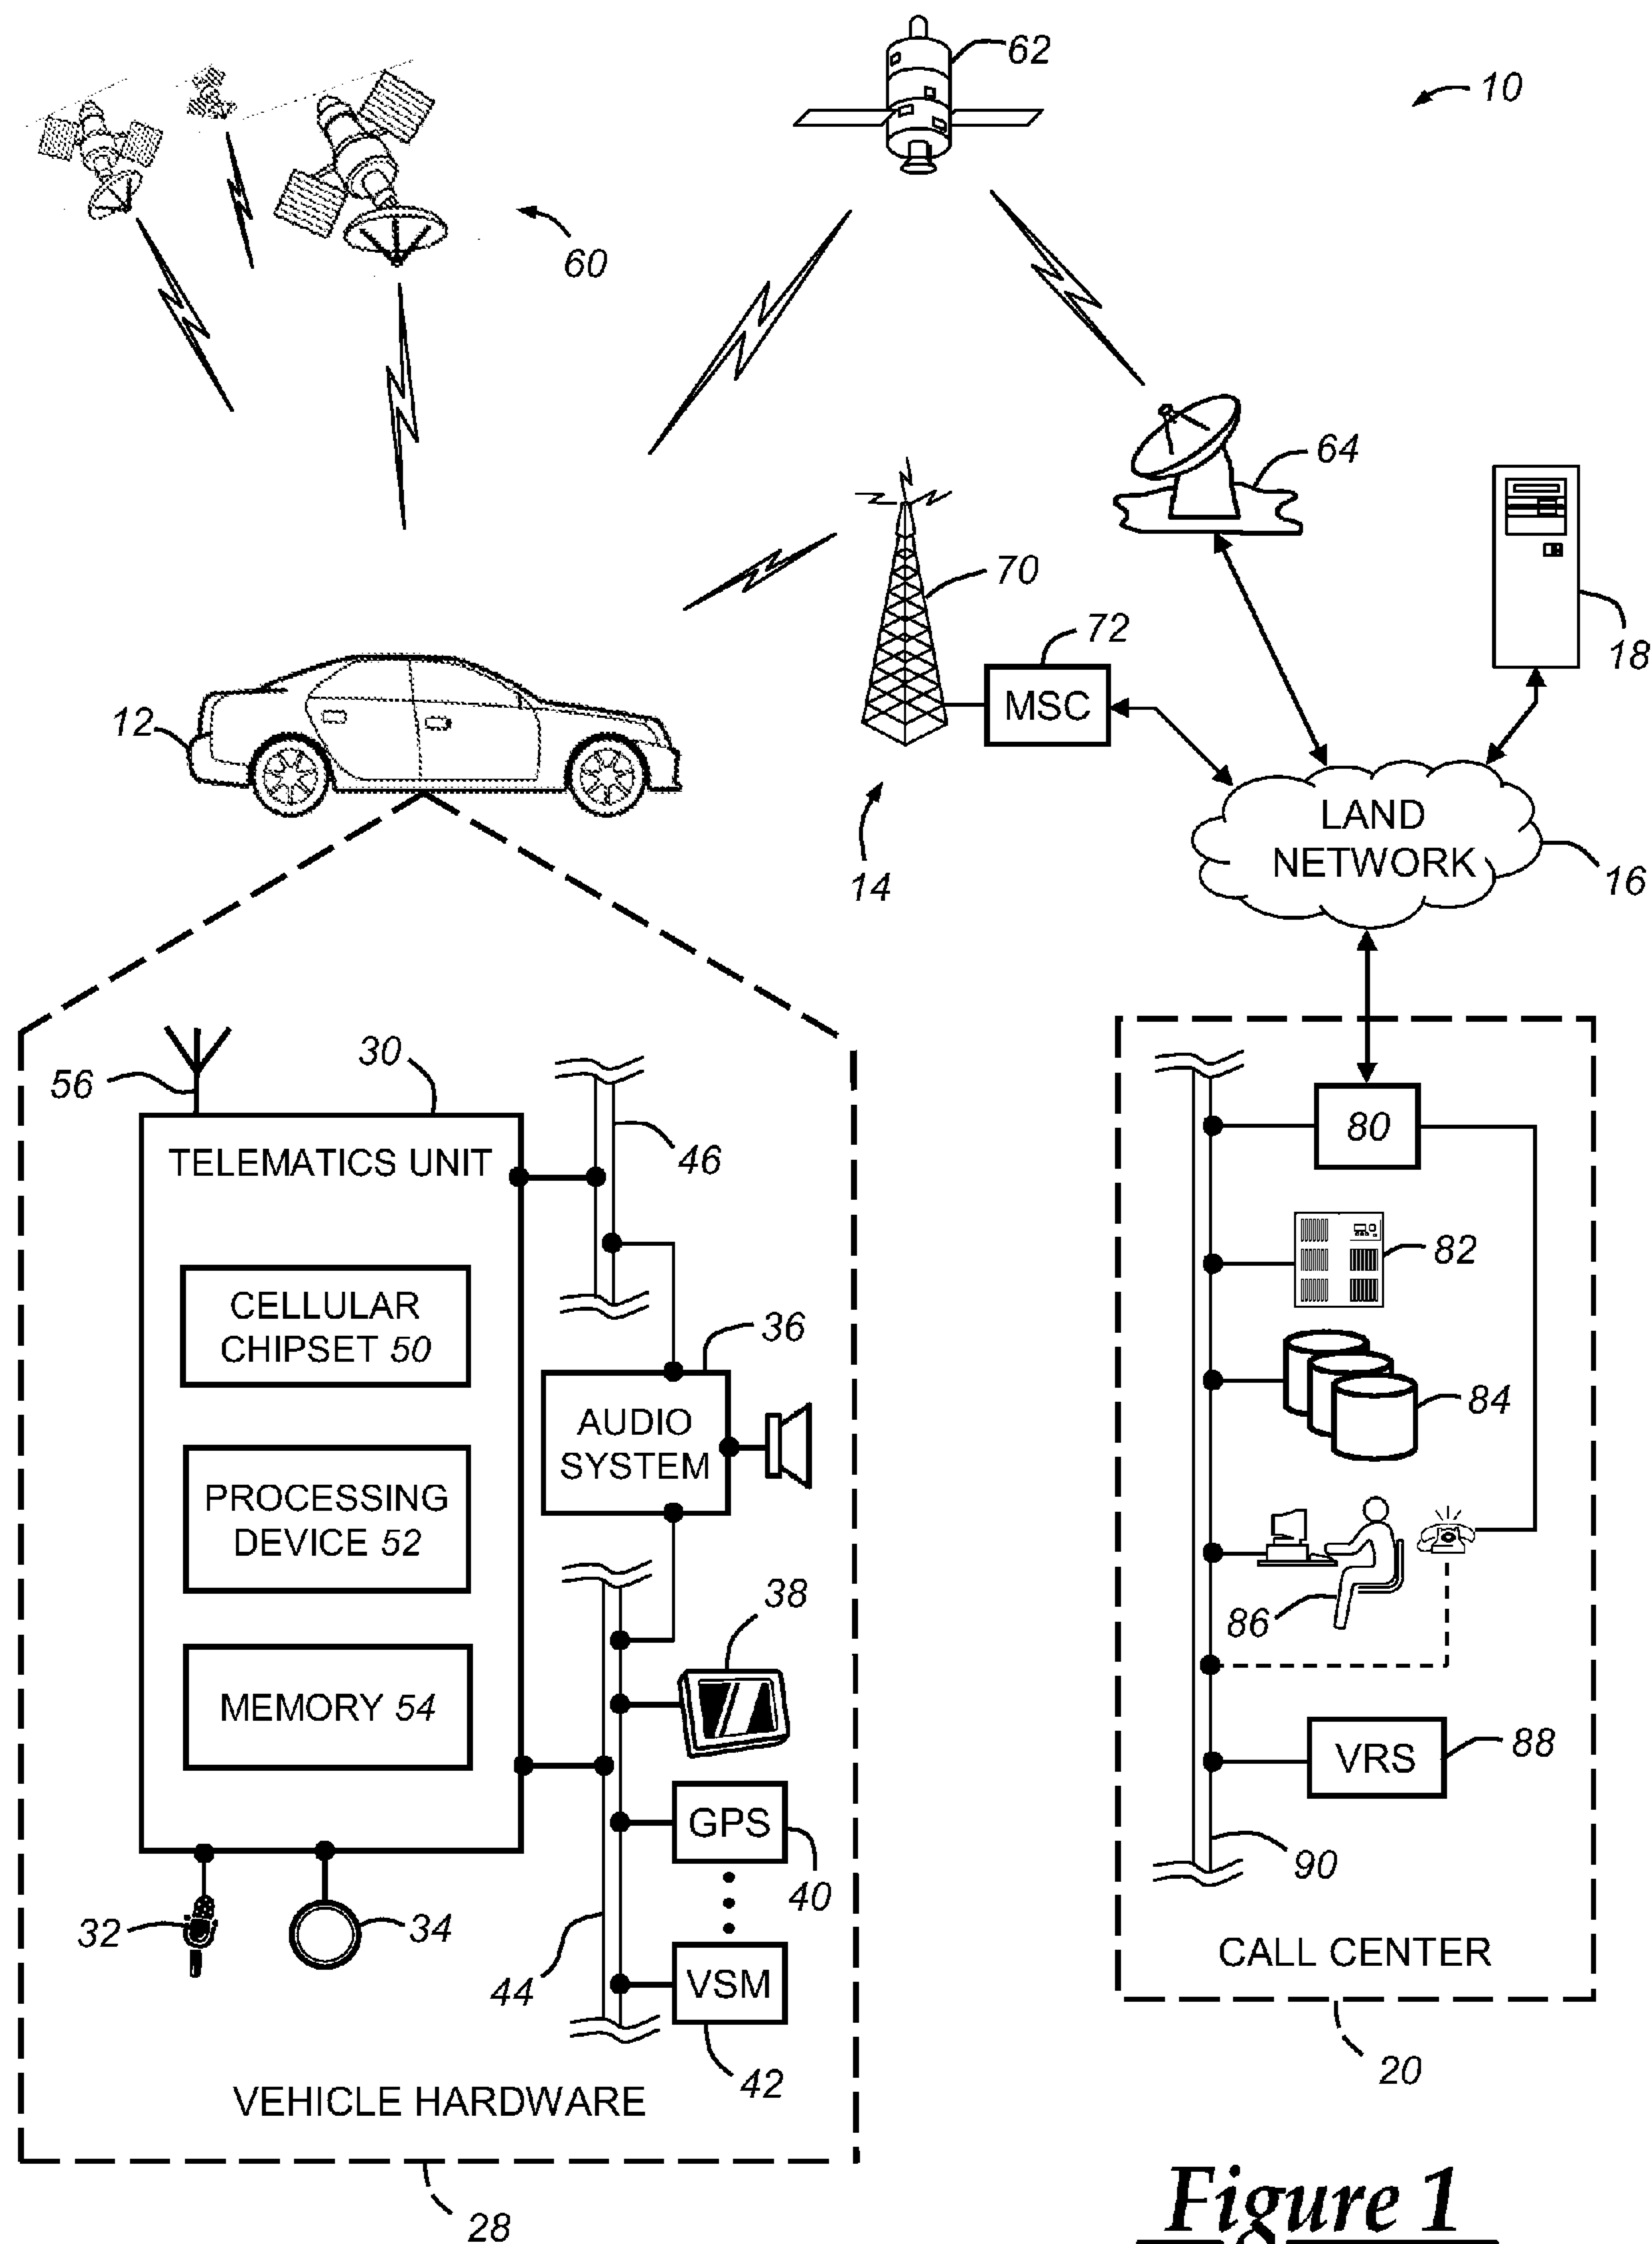 62
10
60
64
70
18
72
MSC
12
LAND
NETWORK
14
16
30
56
46
80
TELEMATICS UNIT
82
CELLULAR
CHIPSET 50
36
84
AUDIO
SYSTEM
PROCESSING
DEVICE 52
38
86
MEMORY 54
VRS
88
GPS
90
40
32
34
CALL CENTER
44
VSM
20
42
VEHICLE HARDWARE
28
Figure 1